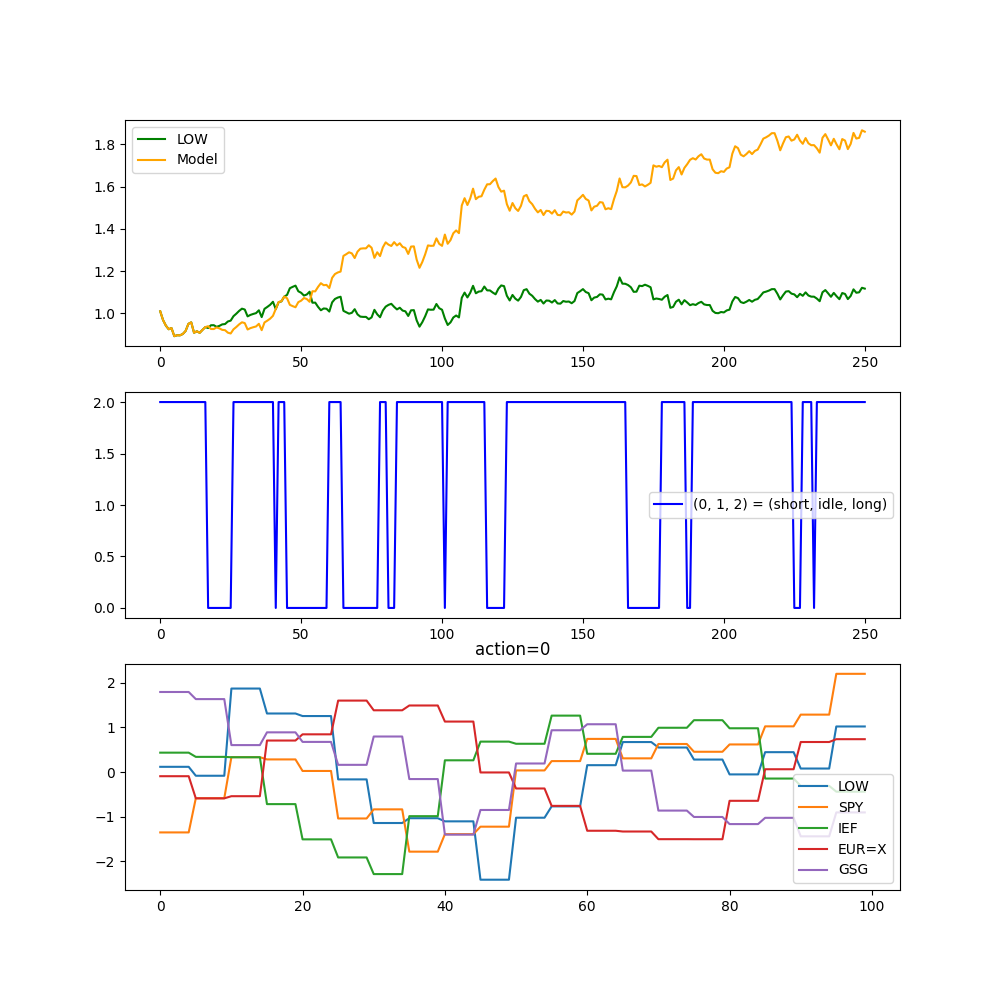 LOW
Model
1.8
1.6
1.4
1.2
1.0
0 50 100 150 200 250
2.0
1.5
1.0
0.5
0.0
(0, 1, 2) = (short, idle, long)
0 50 100 150 200 250
action=0
2
1
0
−1
−2
LOW
SPY
IEF
EUR=X
GSG
0 20 40 60 80 100